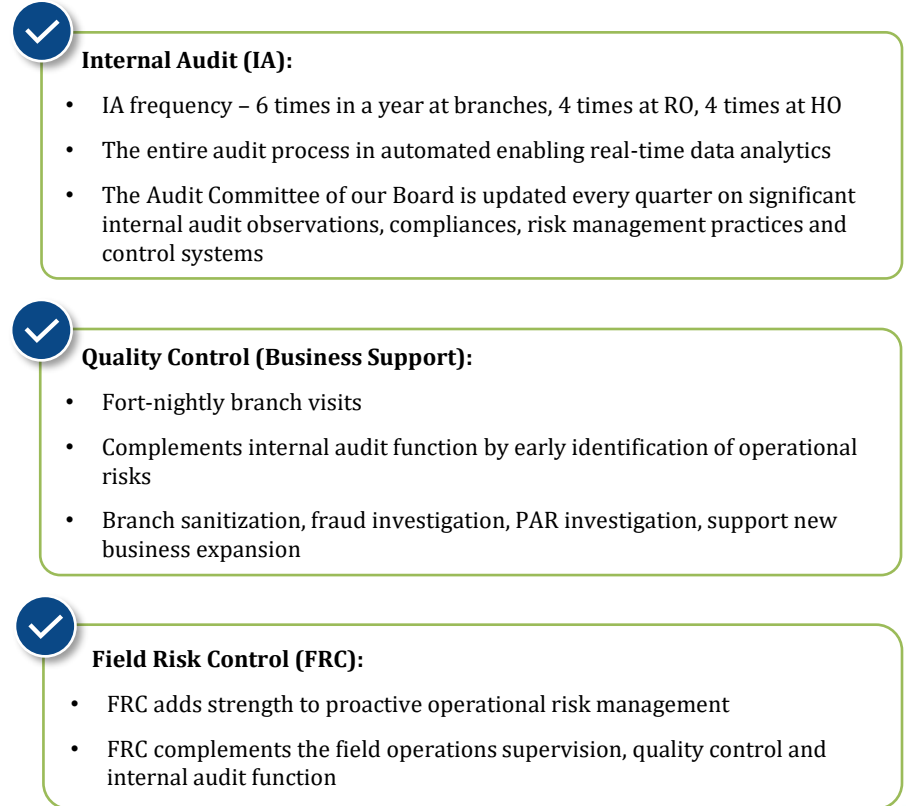 Internal Audit (IA):
• IA frequency – 6 times in a year at branches, 4 times at RO, 4 times at HO
• The entire audit process in automated enabling real-time data analytics
• The Audit Committee of our Board is updated every quarter on significant
internal audit observations, compliances, risk management practices and
control systems
Quality Control (Business Support):
• Fort-nightly branch visits
• Complements internal audit function by early identification of operational
risks
• Branch sanitization, fraud investigation, PAR investigation, support new
business expansion
Field Risk Control (FRC):
• FRC adds strength to proactive operational risk management
• FRC complements the field operations supervision, quality control and
internal audit function